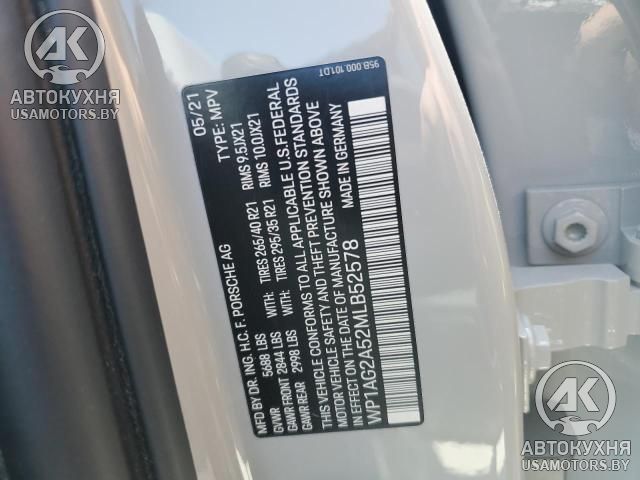 AK
АВТОКУХНЯ
USAMOTORS.BY
95B.000.101.DT
MFD BY DR. ING. H.C. F. PORSCHE AG 05/21
GVWR 5688 LBS TYPE: MPV
GAWR FRONT 2844 LBS TIRES 265/40 R21 RIMS 9.5JX21
GAWR REAR 2998 LBS TIRES 295/35 R21 RIMS 10.0JX21
THIS VEHICLE CONFORMS TO ALL APPLICABLE U.S. FEDERAL
MOTOR VEHICLE SAFETY AND THEFT PREVENTION STANDARDS
IN EFFECT ON THE DATE OF MANUFACTURE SHOWN ABOVE
WP1AG2A52MLB52578 MADE IN GERMANY
AK
АВТОКУХНЯ
USAMOTORS.BY